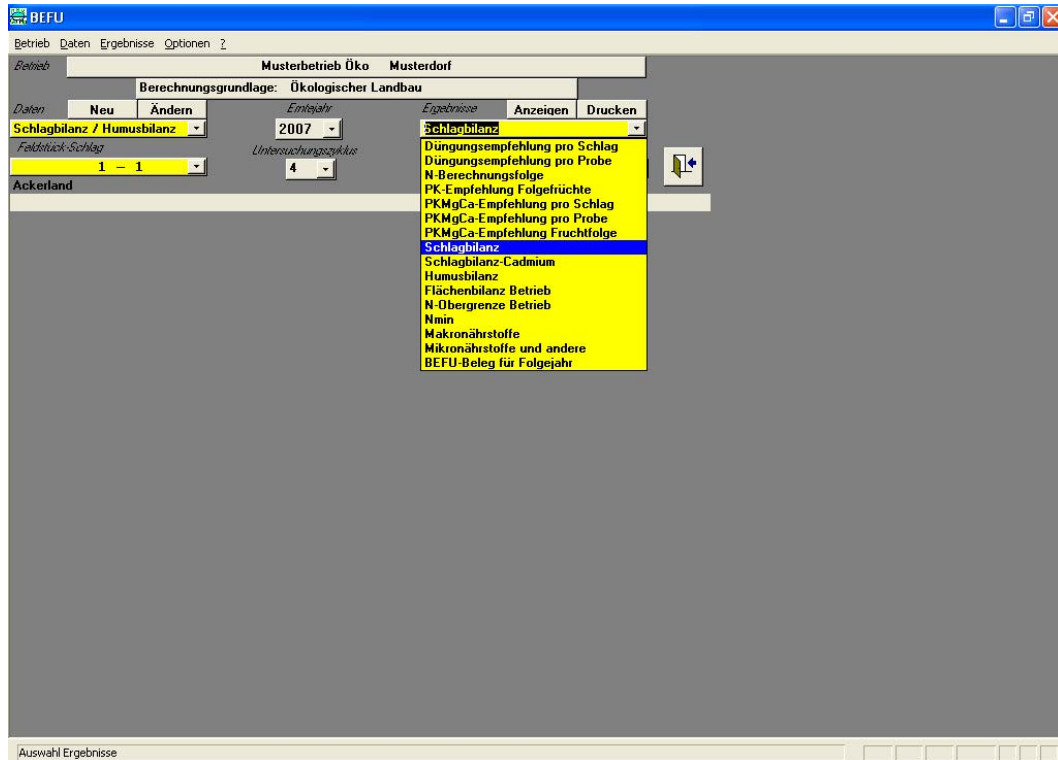 BEFU
Betrieb Daten Ergebnisse Optionen ?
Betrieb Musterbetrieb Öko Musterdorf
Berechnungsgrundlage: Ökologischer Landbau
Daten Neu Ändern Erntejahr Ergebnisse Anzeigen Drucken
Schlagbilanz / Humusbilanz 2007 Schlagbilanz
Feldstück-Schlag Untersuchungszyklus
1 – 1 4
Ackerland
Düngungsempfehlung pro Schlag
Düngungsempfehlung pro Probe
N-Berechnungsfolge
PK-Empfehlung Folgefrüchte
PKMgCa-Empfehlung pro Schlag
PKMgCa-Empfehlung pro Probe
PKMgCa-Empfehlung Fruchtfolge
Schlagbilanz
Schlagbilanz-Cadmium
Humusbilanz
Flächenbilanz Betrieb
N-Obergrenze Betrieb
Nmin
Makronährstoffe
Mikronährstoffe und andere
BEFU-Beleg für Folgejahr
Auswahl Ergebnisse